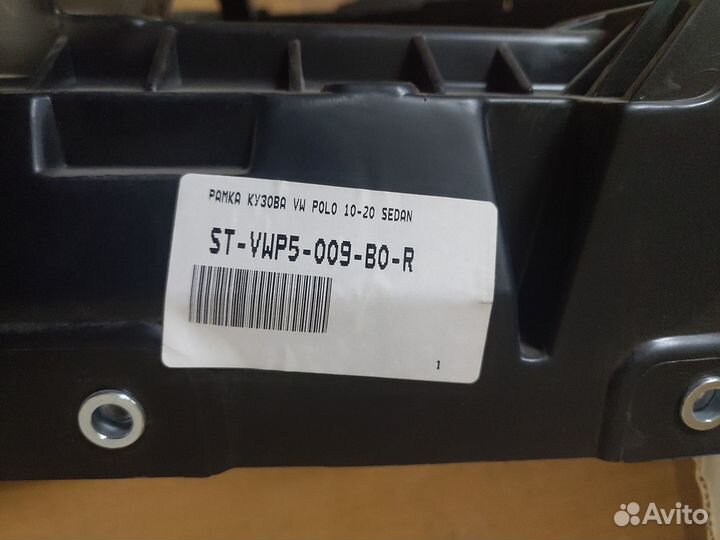 РАМКА КУЗОВА VW POLO 10-20 SEDAN
ST-VWP5-009-B0-R
1
Avito